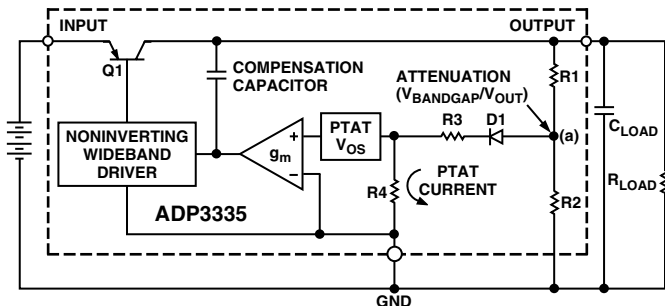 INPUT
OUTPUT
Q1
COMPENSATION
CAPACITOR
ATTENUATION
(VBANDGAP/VOUT)
R1
NONINVERTING
WIDEBAND
DRIVER
gm
+
−
PTAT
VOS
R3
D1
(a)
CLOAD
RLOAD
R4
PTAT
CURRENT
R2
ADP3335
GND